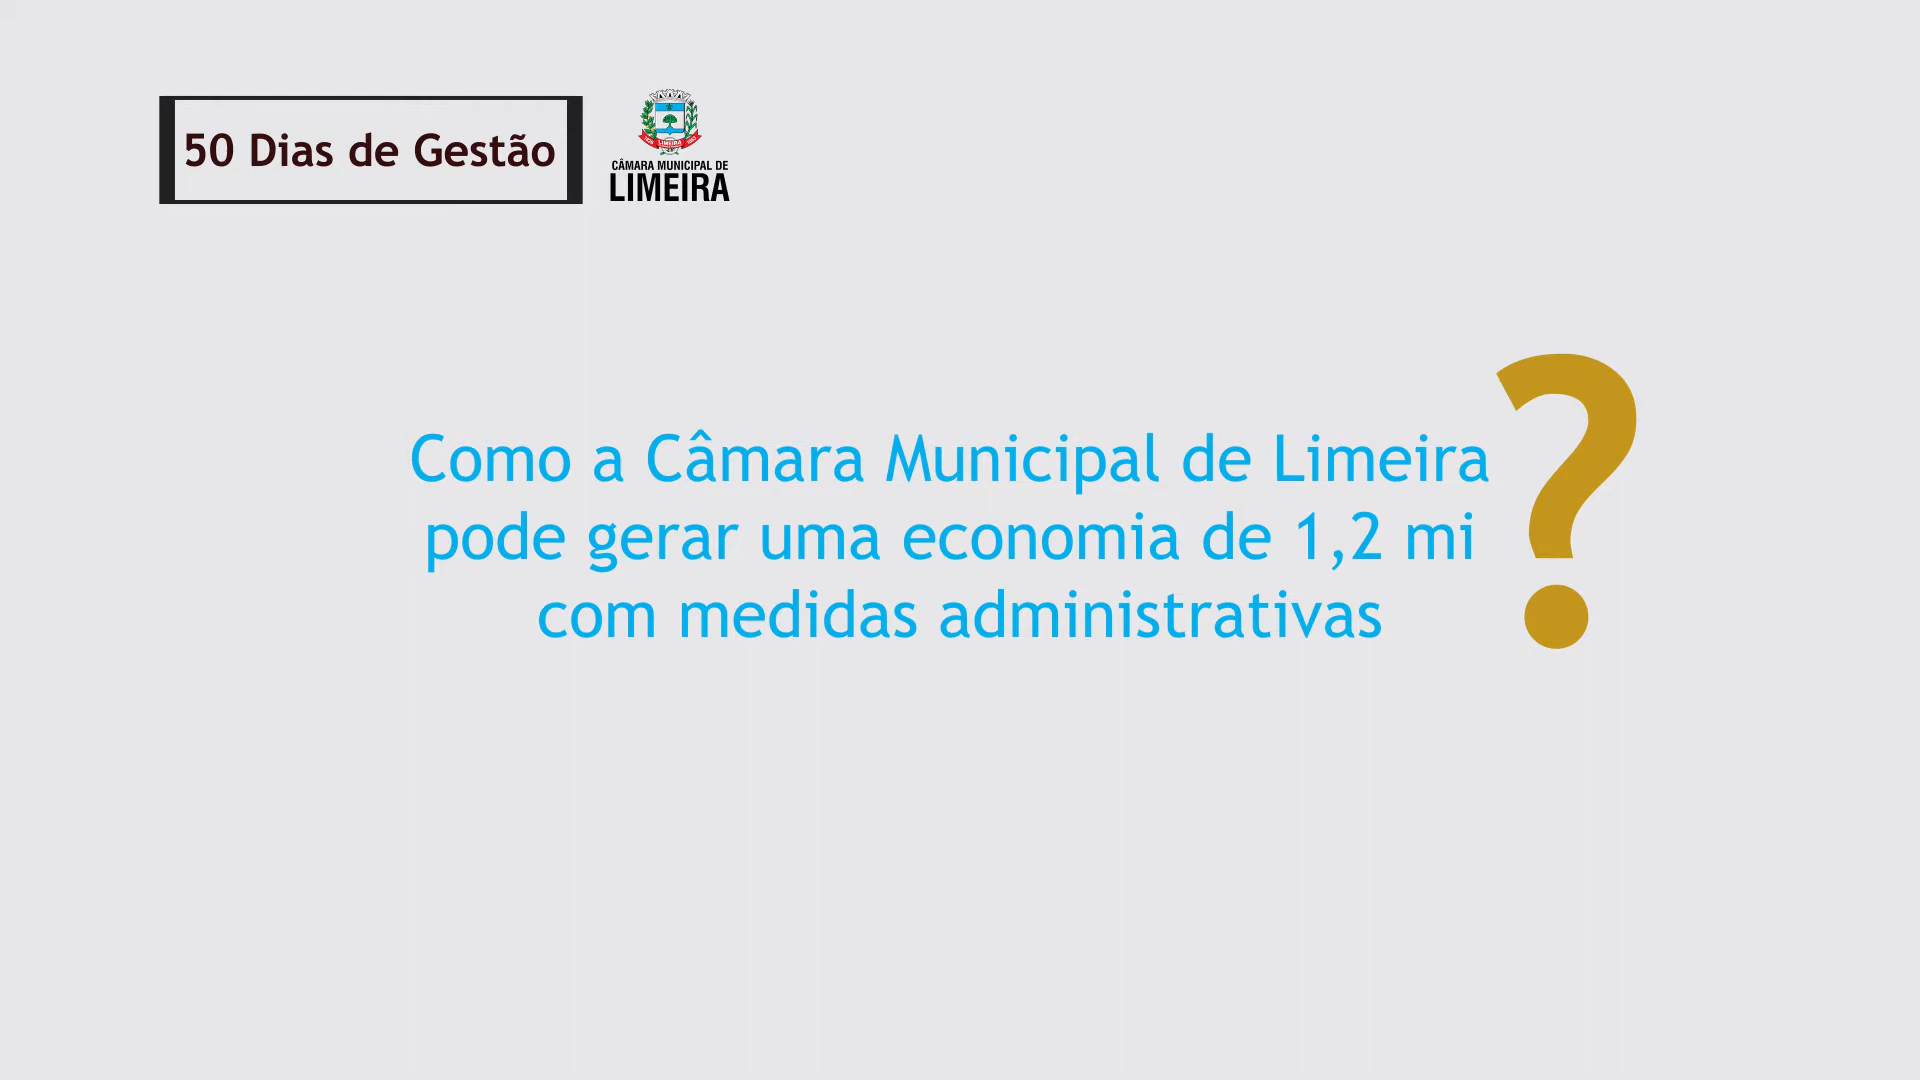 50 Dias de Gestão
LIMEIRA
CÂMARA MUNICIPAL DE
LIMEIRA
Como a Câmara Municipal de Limeira
pode gerar uma economia de 1,2 mi
com medidas administrativas
?